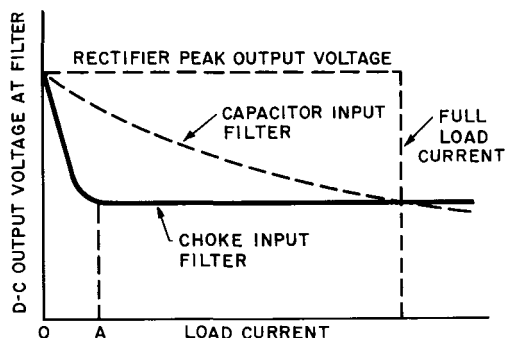 D-C OUTPUT VOLTAGE AT FILTER
RECTIFIER PEAK OUTPUT VOLTAGE
CAPACITOR INPUT
FILTER
FULL
LOAD
CURRENT
CHOKE INPUT
FILTER
O
A
LOAD CURRENT